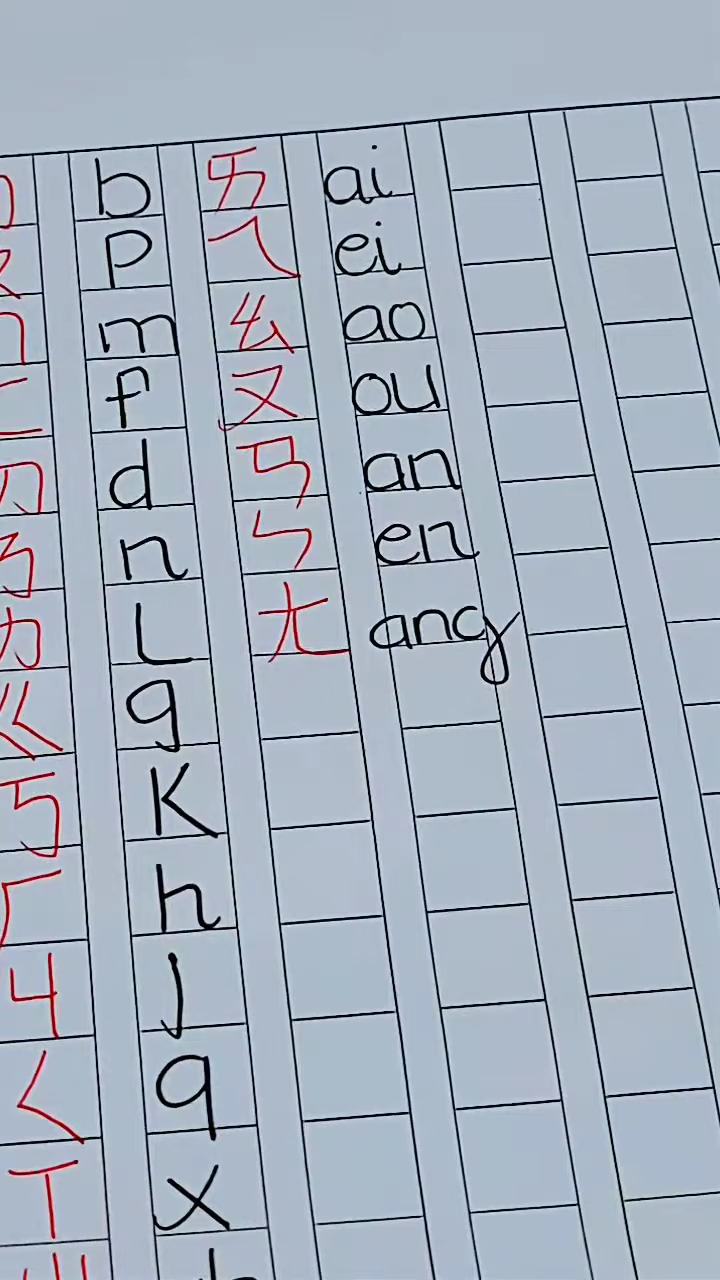 ㄅ b ㄞ ai
ㄆ p ㄟ ei
ㄇ m ㄠ ao
ㄈ f ㄡ ou
ㄉ d ㄢ an
ㄋ n ㄣ en
ㄌ L ㄤ ang
ㄍ g
ㄎ K
ㄏ h
ㄐ j
ㄑ q
ㄒ x